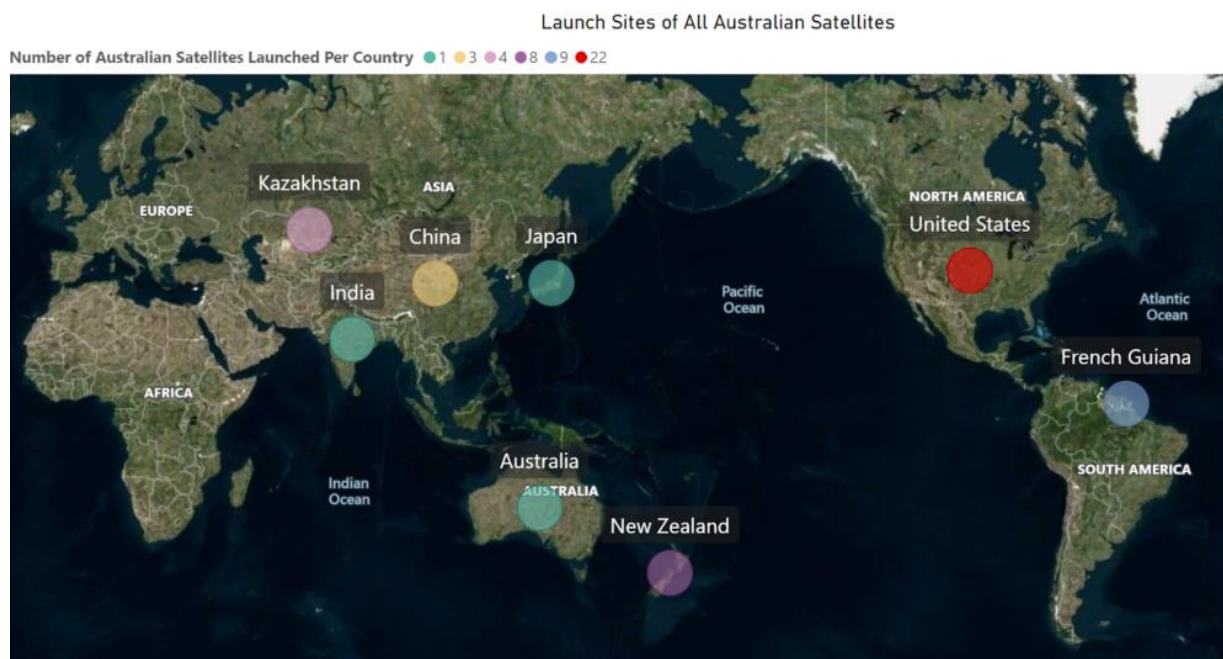 Launch Sites of All Australian Satellites
Number of Australian Satellites Launched Per Country 1 3 4 8 9 22
Kazakhstan
ASIA
NORTH AMERICA
EUROPE
United States
China
Japan
India
Pacific
Ocean
Atlantic
Ocean
French Guiana
AFRICA
Australia
SOUTH AMERICA
Indian
Ocean
AUSTRALIA
New Zealand